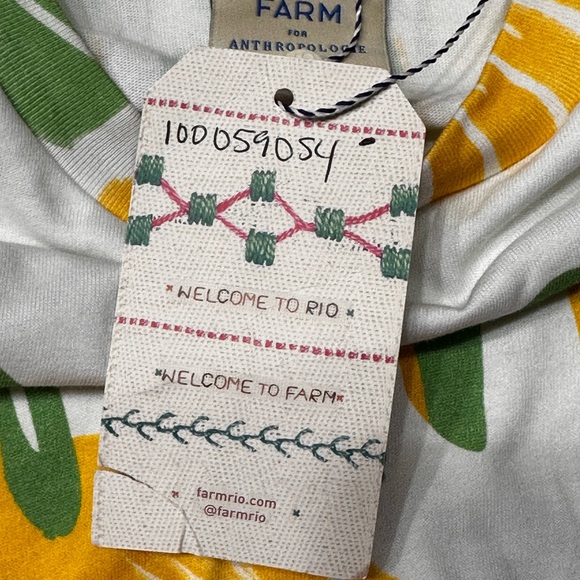 FARM
FOR
ANTHROPOLOGIE
100059054
WELCOME TO RIO
WELCOME TO FARM
farmrio.com
@farmrio